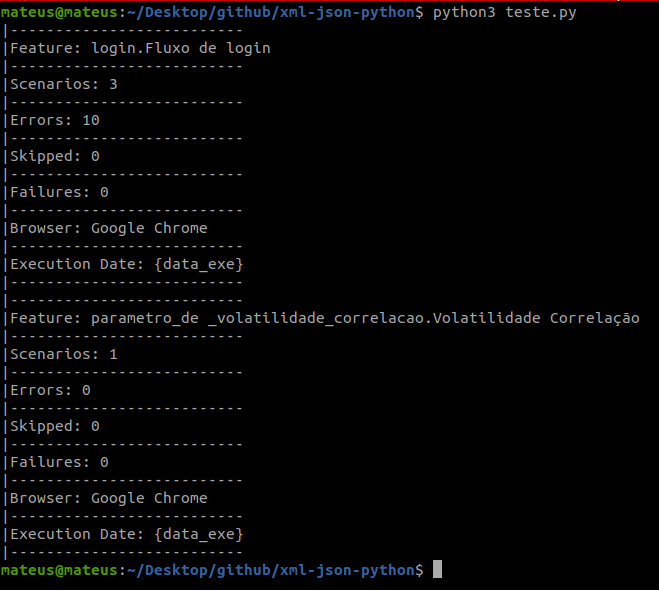 mateus@mateus:~/Desktop/github/xml-json-python$ python3 teste.py
|--------------------------
|Feature: login.Fluxo de login
|--------------------------
|Scenarios: 3
|--------------------------
|Errors: 10
|--------------------------
|Skipped: 0
|--------------------------
|Failures: 0
|--------------------------
|Browser: Google Chrome
|--------------------------
|Execution Date: {data_exe}
|--------------------------
|--------------------------
|Feature: parametro_de _volatilidade_correlacao.Volatilidade Correlação
|--------------------------
|Scenarios: 1
|--------------------------
|Errors: 0
|--------------------------
|Skipped: 0
|--------------------------
|Failures: 0
|--------------------------
|Browser: Google Chrome
|--------------------------
|Execution Date: {data_exe}
|--------------------------
mateus@mateus:~/Desktop/github/xml-json-python$